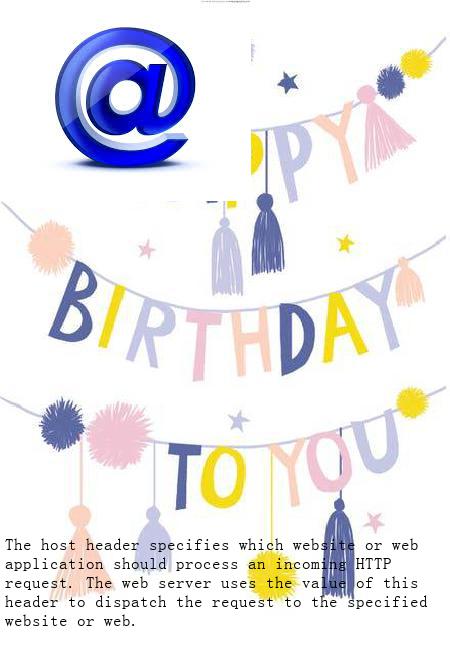 @
PPY
BIRTHDAY
TO YOU
The host header specifies which website or web
application should process an incoming HTTP
request. The web server uses the value of this
header to dispatch the request to the specified
website or web.